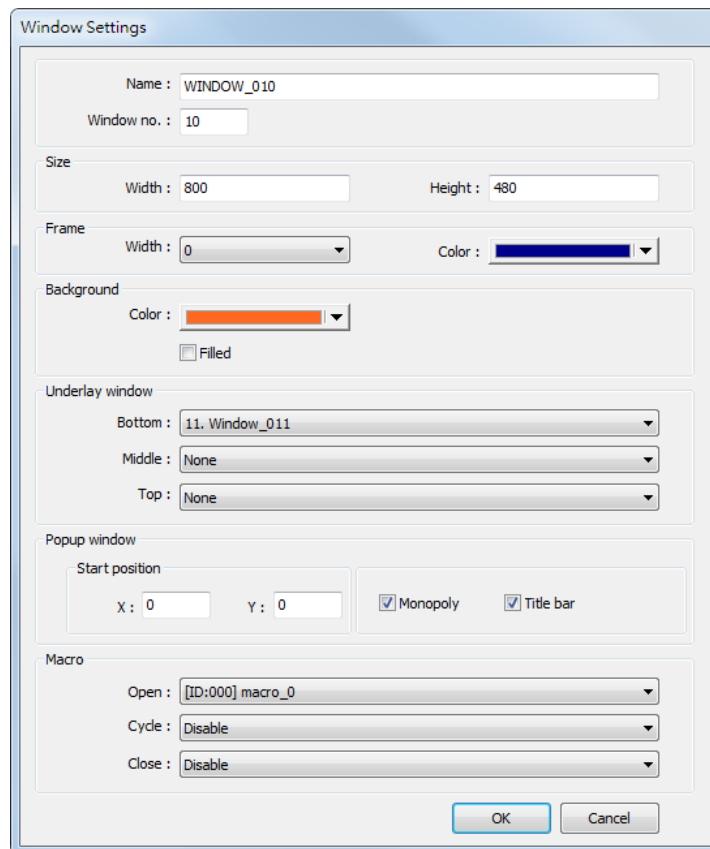 Window Settings
Name : WINDOW_010
Window no. : 10
Size
Width : 800 Height : 480
Frame
Width : 0 Color :
Background
Color :
Filled
Underlay window
Bottom : 11. Window_011
Middle : None
Top : None
Popup window
Start position
X : 0 Y : 0 Monopoly Title bar
Macro
Open : [ID:000] macro_0
Cycle : Disable
Close : Disable
OK Cancel